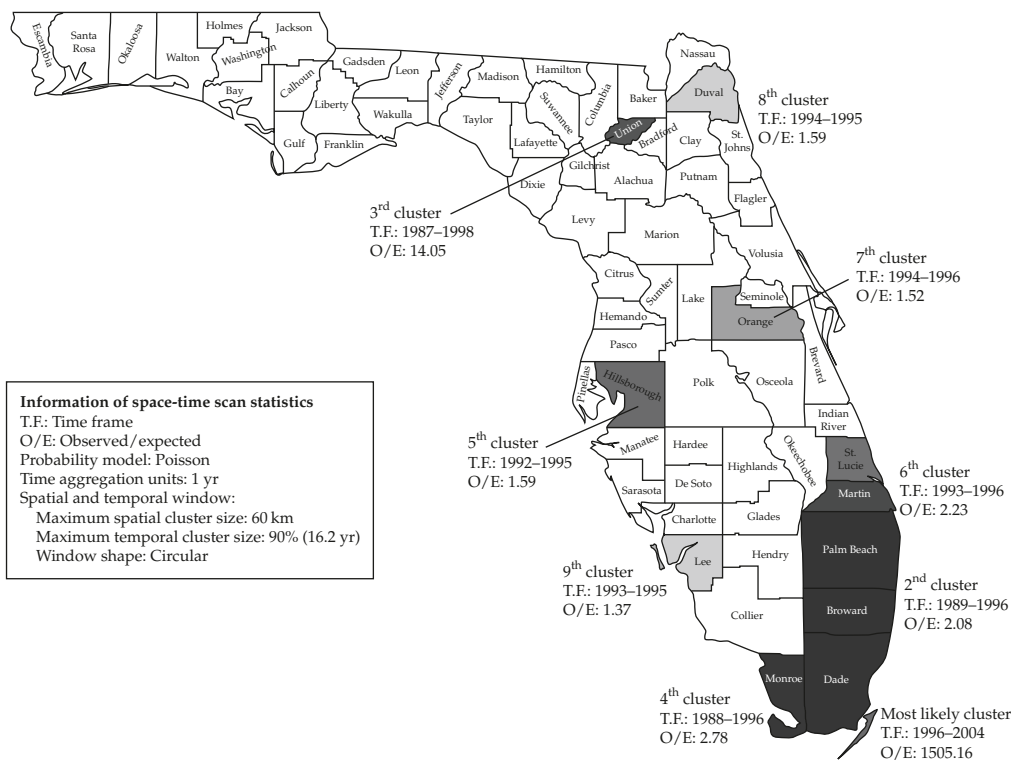 Escambia
Santa
Rosa
Okaloosa
Walton
Holmes
Jackson
Washington
Bay
Calhoun
Gulf
Liberty
Gadsden
Leon
Wakulla
Franklin
Jefferson
Madison
Taylor
Hamilton
Suwannee
Lafayette
Columbia
Baker
Nassau
Duval
Union
Bradford
Clay
St.
Johns
Gilchrist
Dixie
Alachua
Putnam
Flagler
Levy
Marion
Volusia
Citrus
Sumter
Lake
Seminole
Orange
Hernando
Pasco
Pinellas
Hillsborough
Polk
Osceola
Brevard
Indian
River
Manatee
Hardee
Highlands
Okeechobee
St.
Lucie
Sarasota
De Soto
Martin
Charlotte
Glades
Lee
Hendry
Palm Beach
Collier
Broward
Monroe
Dade
8th cluster
T.F.: 1994–1995
O/E: 1.59
3rd cluster
T.F.: 1987–1998
O/E: 14.05
7th cluster
T.F.: 1994–1996
O/E: 1.52
5th cluster
T.F.: 1992–1995
O/E: 1.59
6th cluster
T.F.: 1993–1996
O/E: 2.23
9th cluster
T.F.: 1993–1995
O/E: 1.37
2nd cluster
T.F.: 1989–1996
O/E: 2.08
4th cluster
T.F.: 1988–1996
O/E: 2.78
Most likely cluster
T.F.: 1996–2004
O/E: 1505.16
Information of space-time scan statistics
T.F.: Time frame
O/E: Observed/expected
Probability model: Poisson
Time aggregation units: 1 yr
Spatial and temporal window:
Maximum spatial cluster size: 60 km
Maximum temporal cluster size: 90% (16.2 yr)
Window shape: Circular